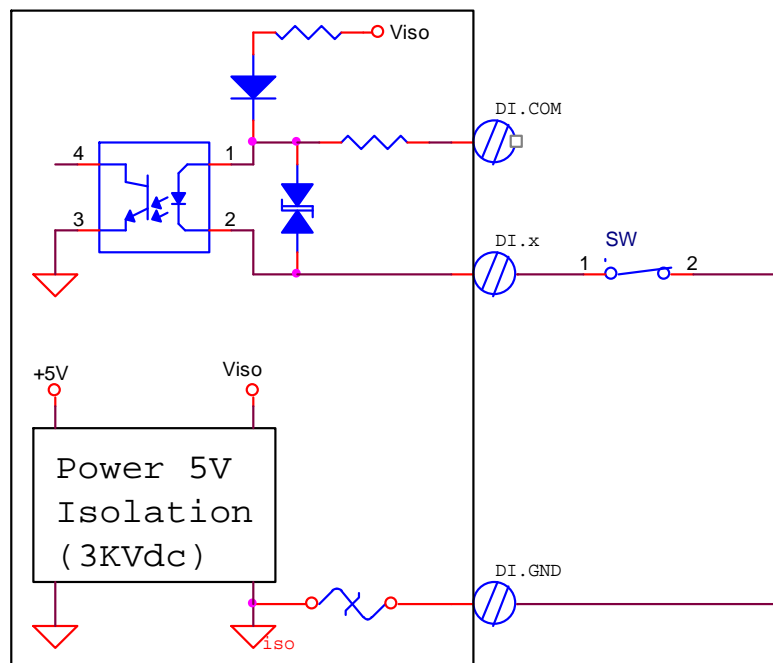 Viso
DI.COM
4
1
3
2
DI.x
SW
1
2
+5V
Viso
Power 5V
Isolation
(3KVdc)
DI.GND
iso